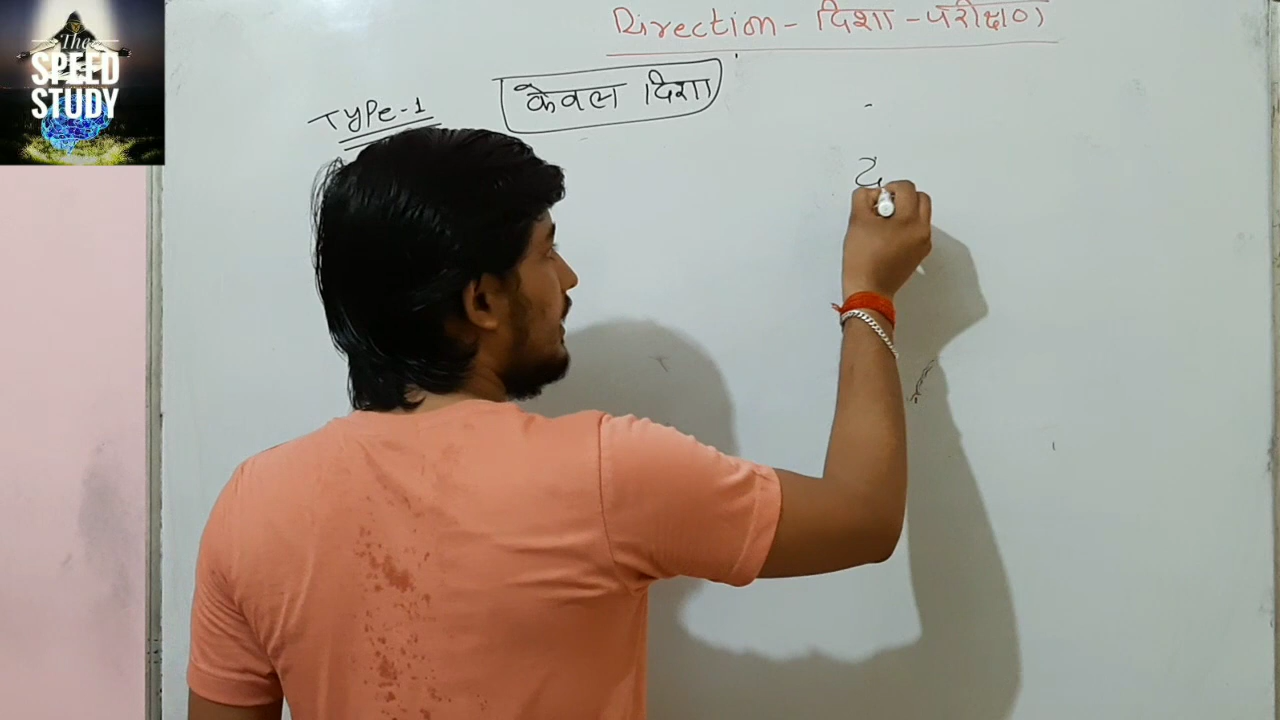 The
SPEED
STUDY
Direction - दिशा - परीक्षण
Type-1
केवल दिशा